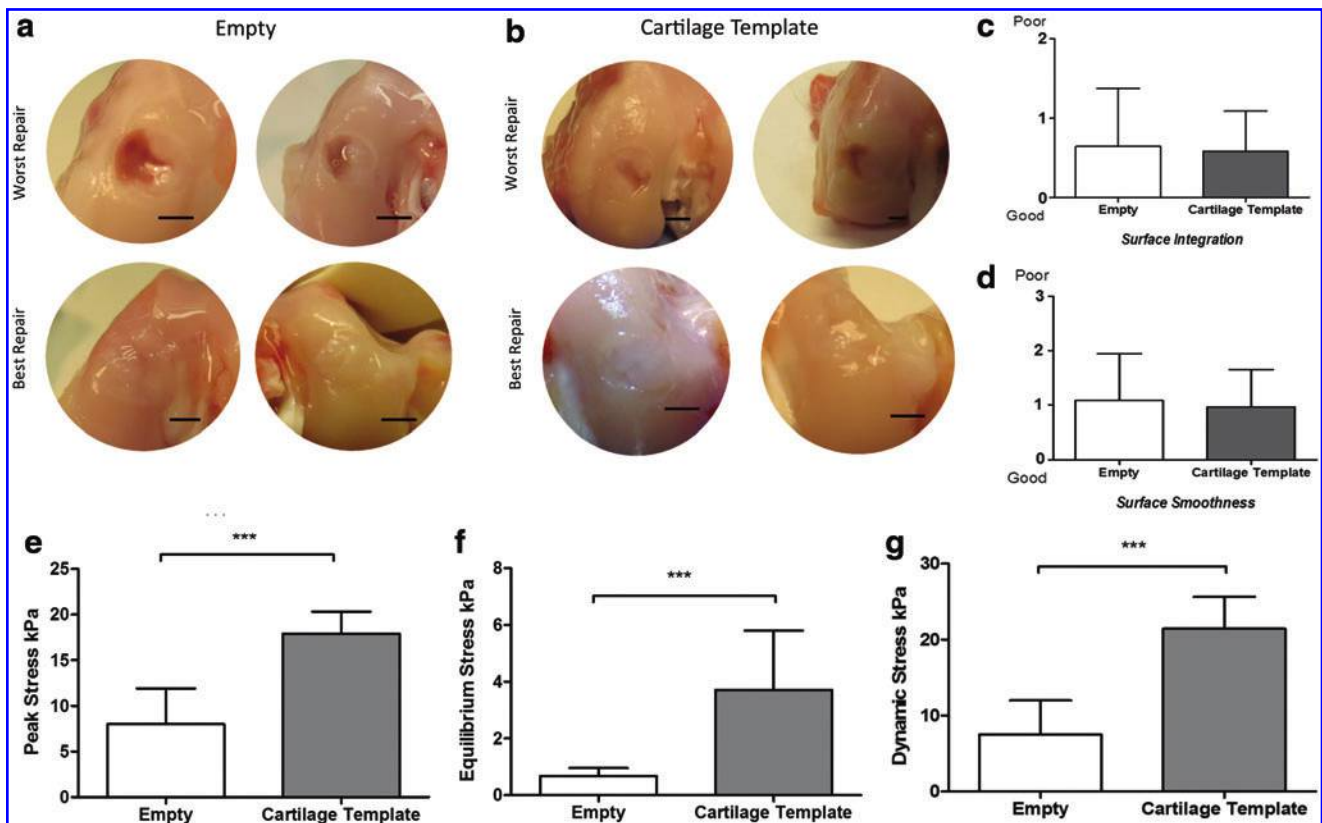 a
Empty
Worst Repair
Best Repair
b
Cartilage Template
Worst Repair
Best Repair
c
Poor
2
1
0
Good
Empty
Cartilage Template
Surface Integration
d
Poor
3
2
1
0
Good
Empty
Cartilage Template
Surface Smoothness
...
e
***
Peak Stress kPa
25
20
15
10
5
0
Empty
Cartilage Template
f
***
Equilibrium Stress kPa
8
6
4
2
0
Empty
Cartilage Template
g
***
Dynamic Stress kPa
30
20
10
0
Empty
Cartilage Template